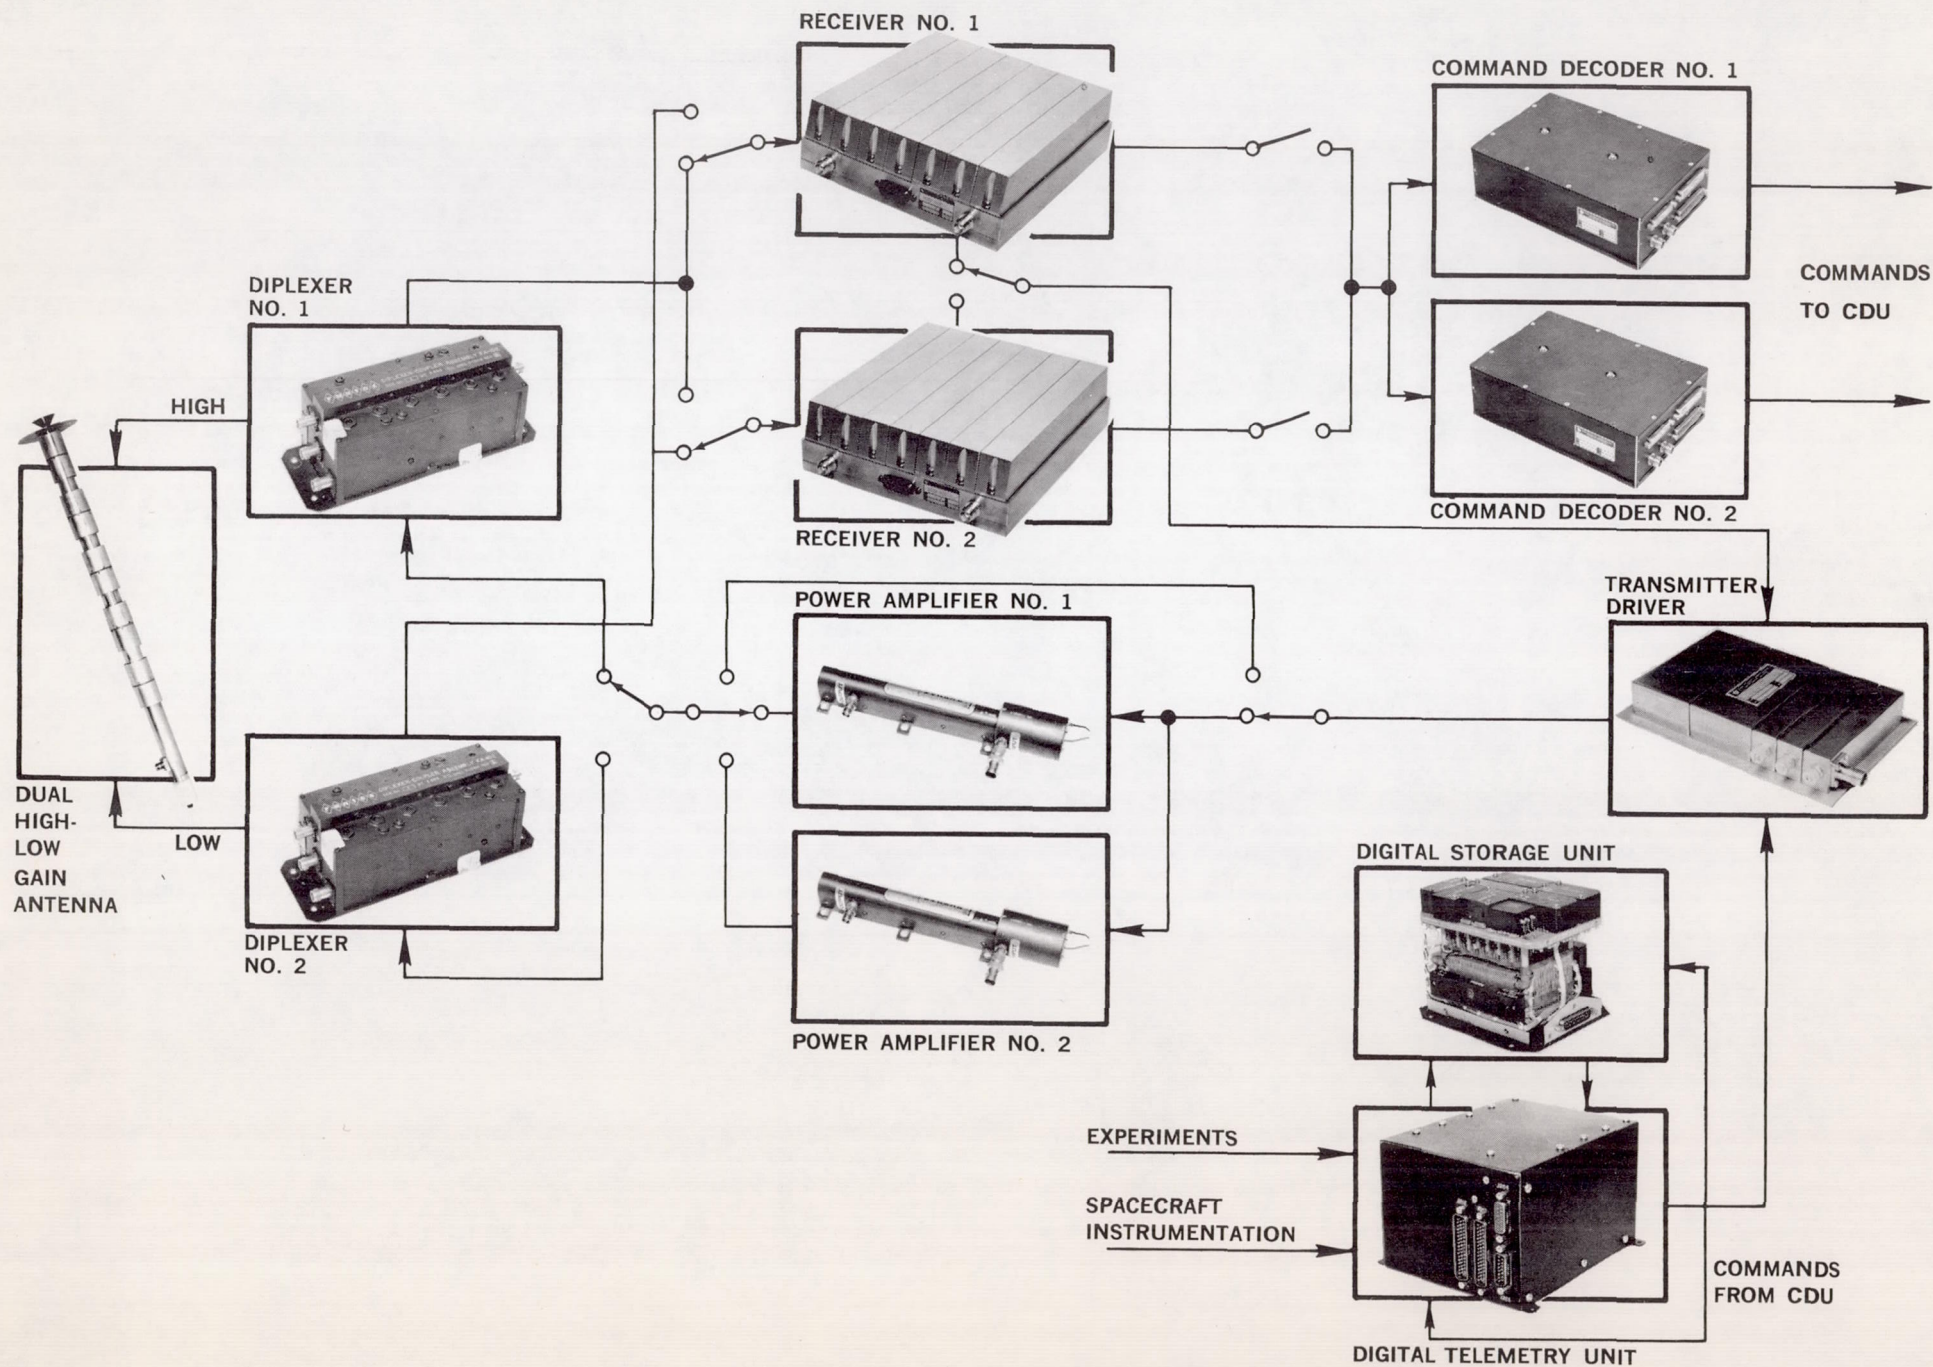 RECEIVER NO. 1
COMMAND DECODER NO. 1
DIPLEXER
NO. 1
COMMANDS
TO CDU
HIGH
COMMAND DECODER NO. 2
RECEIVER NO. 2
TRANSMITTER
DRIVER
POWER AMPLIFIER NO. 1
DUAL
HIGH-
LOW
GAIN
ANTENNA
LOW
DIGITAL STORAGE UNIT
DIPLEXER
NO. 2
POWER AMPLIFIER NO. 2
EXPERIMENTS
SPACECRAFT
INSTRUMENTATION
COMMANDS
FROM CDU
DIGITAL TELEMETRY UNIT